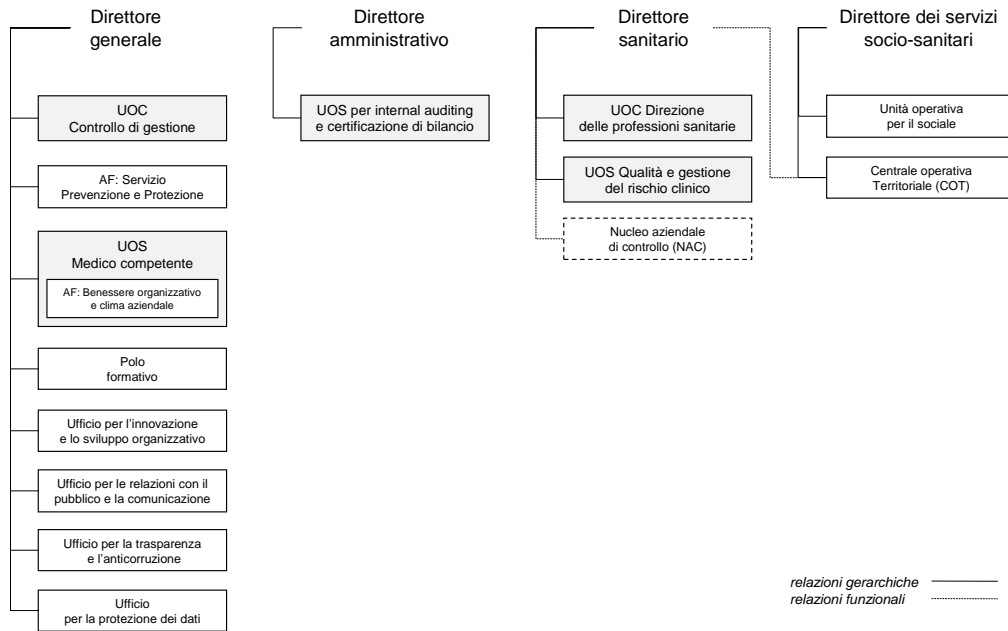 Direttore
generale
UOC
Controllo di gestione
AF: Servizio
Prevenzione e Protezione
UOS
Medico competente
AF: Benessere organizzativo
e clima aziendale
Polo
formativo
Ufficio per l'innovazione
e lo sviluppo organizzativo
Ufficio per le relazioni con il
pubblico e la comunicazione
Ufficio per la trasparenza
e l'anticorruzione
Ufficio
per la protezione dei dati
Direttore
amministrativo
UOS per internal auditing
e certificazione di bilancio
Direttore
sanitario
UOC Direzione
delle professioni sanitarie
UOS Qualità e gestione
del rischio clinico
Nucleo aziendale
di controllo (NAC)
Direttore dei servizi
socio-sanitari
Unità operativa
per il sociale
Centrale operativa
Territoriale (COT)
relazioni gerarchiche
relazioni funzionali